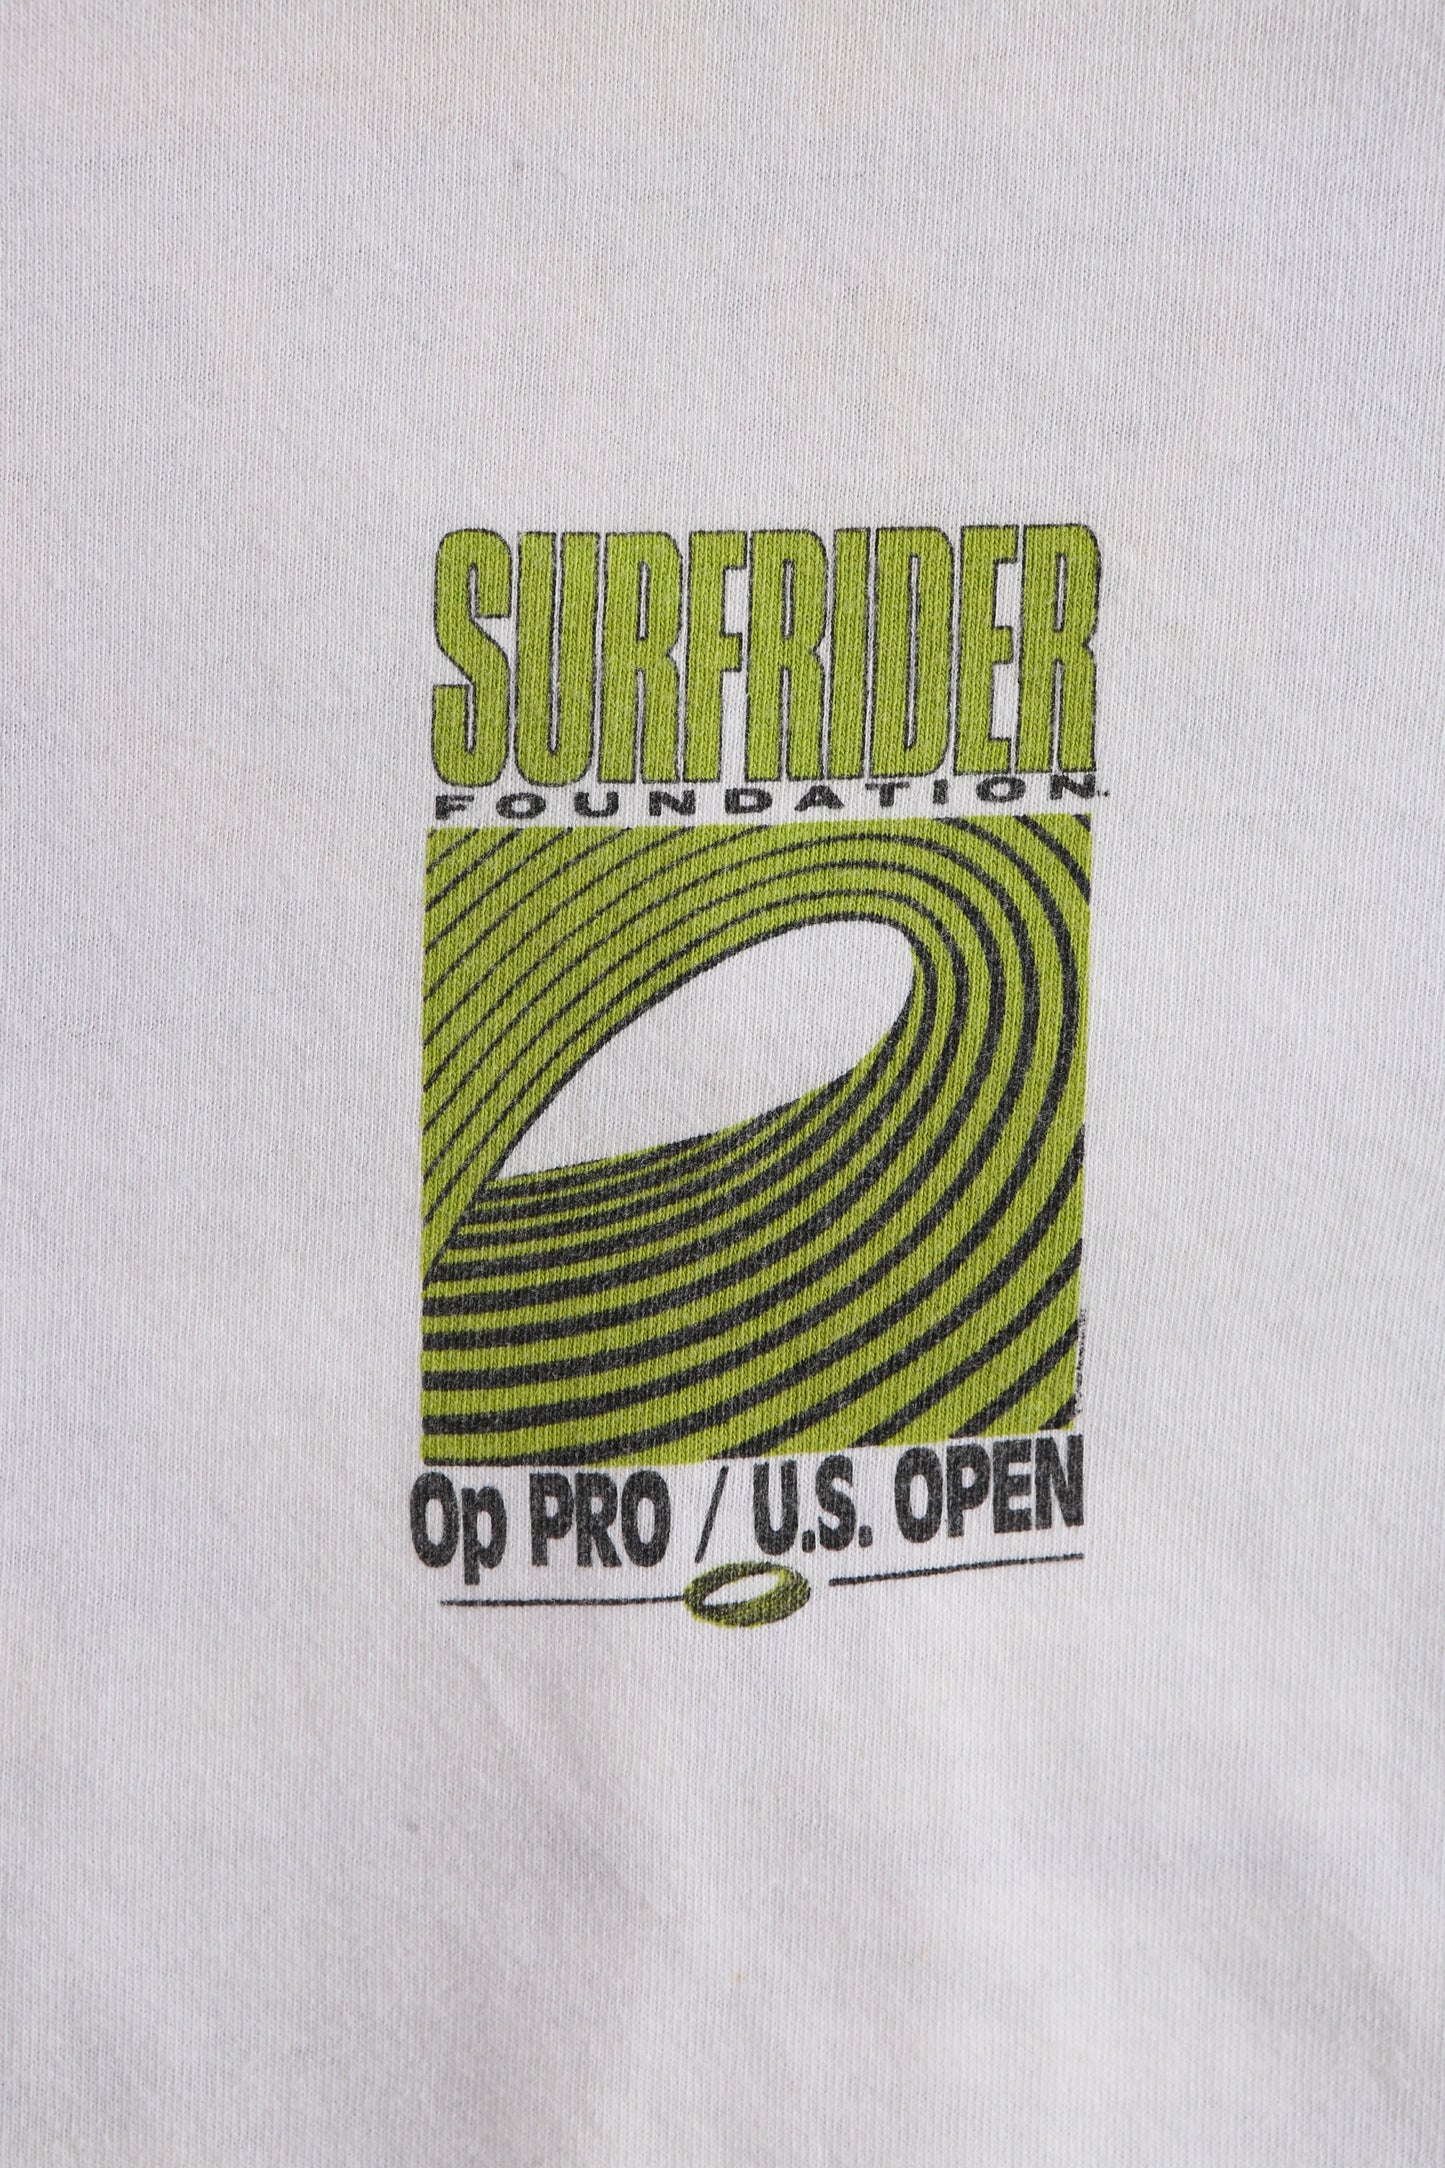 SURFRIDER
FOUNDATION
Op PRO / U.S. OPEN